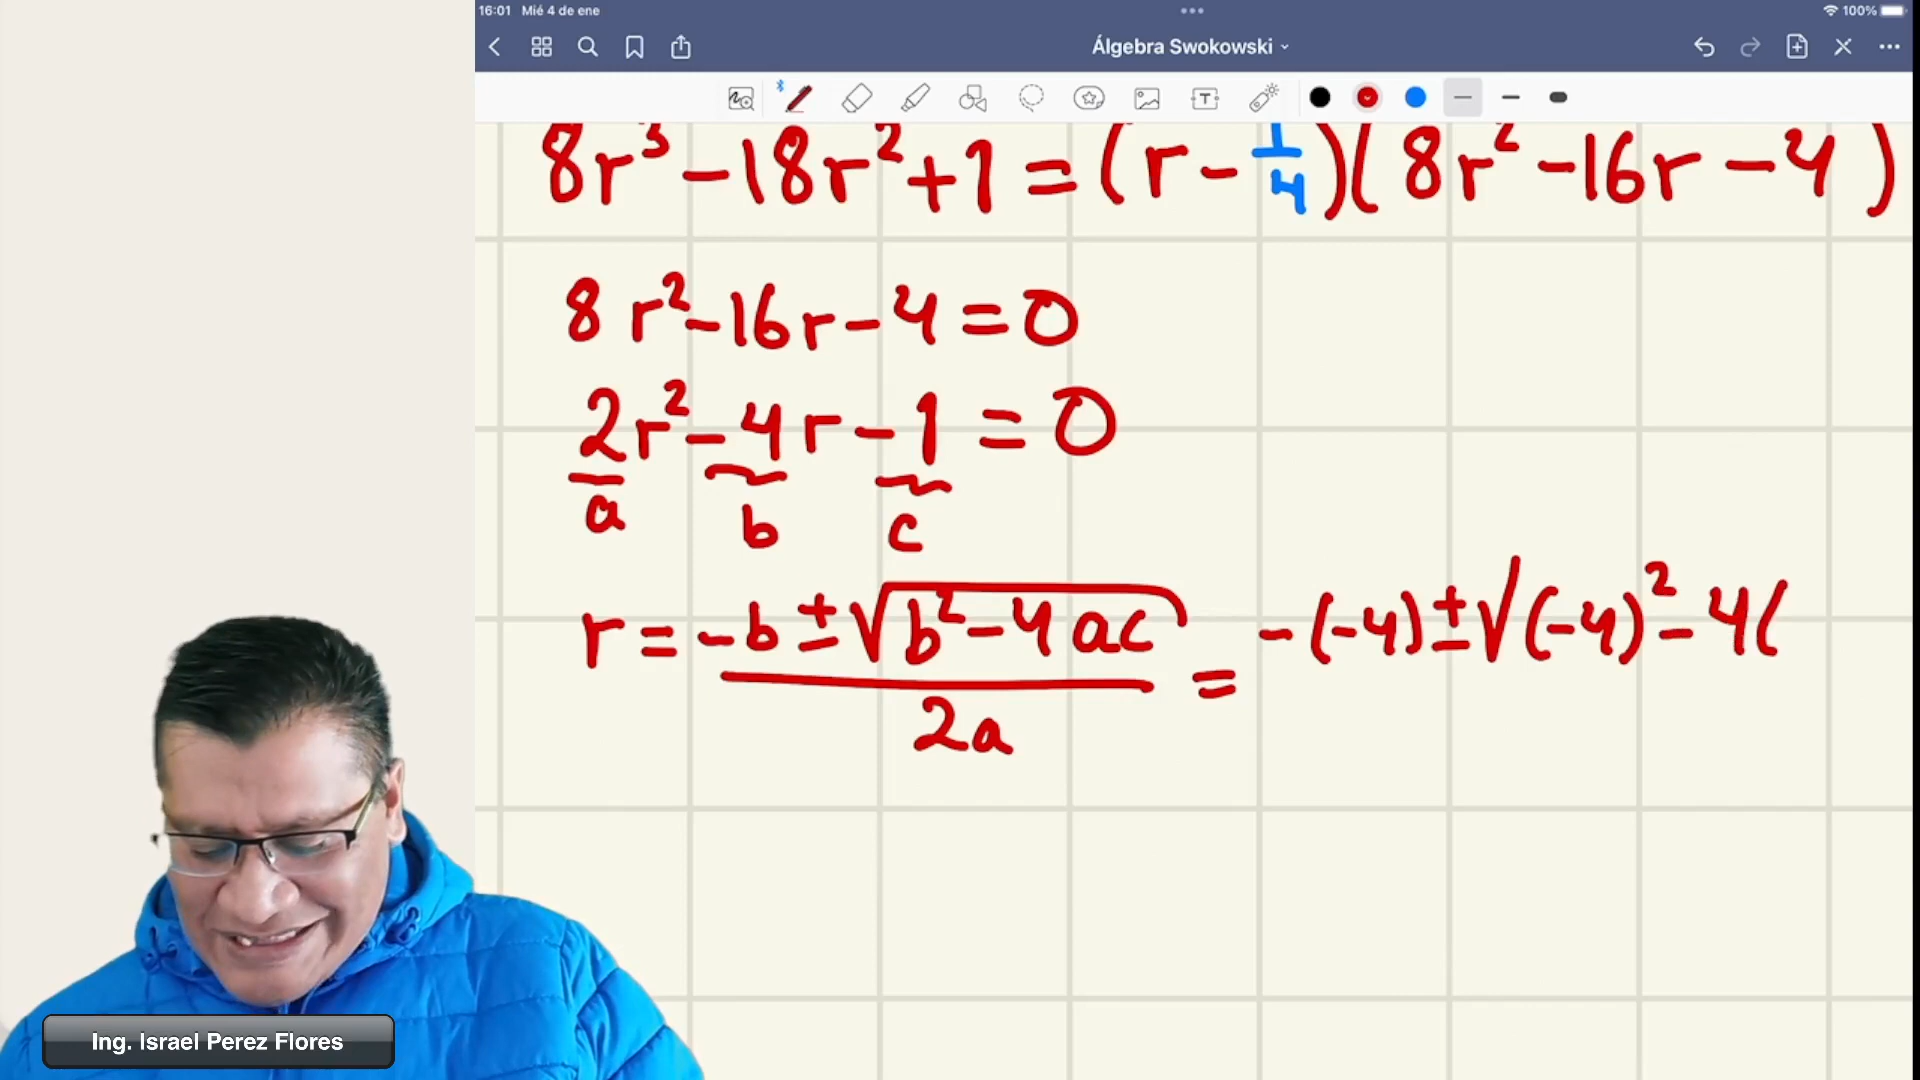 16:01 Mié 4 de ene
100%
Álgebra Swokowski
8r³ - 18r² + 1 = (r - 1/4)(8r² - 16r - 4)
8r² - 16r - 4 = 0
2r² - 4r - 1 = 0
a b c
r = -b ± √(b² - 4ac) / 2a = -(-4) ± √(-4)² - 4(
Ing. Israel Perez Flores